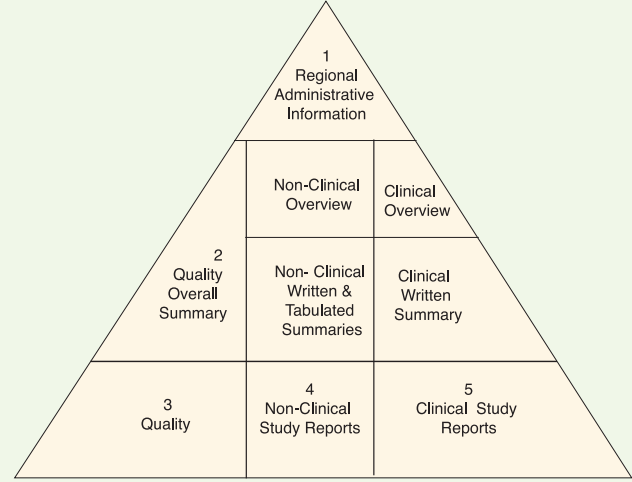 1
Regional
Administrative
Information
Non-Clinical
Overview
Clinical
Overview
2
Quality
Overall
Summary
Non- Clinical
Written &
Tabulated
Summaries
Clinical
Written
Summary
3
Quality
4
Non-Clinical
Study Reports
5
Clinical Study
Reports